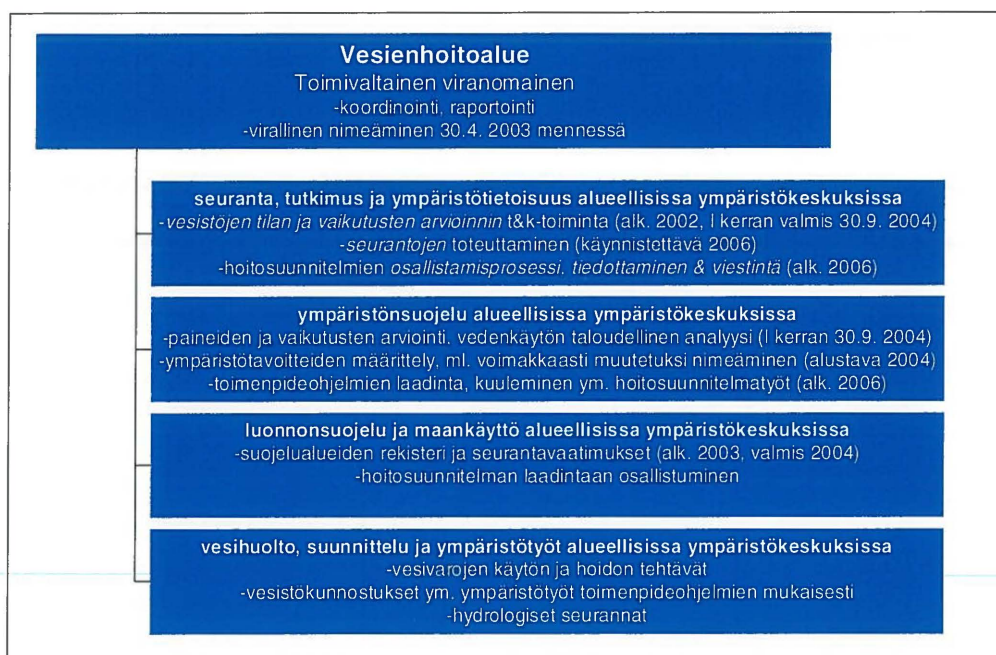 Vesienhoitoalue
Toimivaltainen viranomainen
-koordinointi, raportointi
-virallinen nimeäminen 30.4. 2003 mennessä
seuranta, tutkimus ja ympäristötietoisuus alueellisissa ympäristökeskuksissa
-vesistöjen tilan ja vaikutusten arvioinnin t&k-toiminta (alk. 2002, I kerran valmis 30.9. 2004)
-seurantojen toteuttaminen (käynnistettävä 2006)
-hoitosuunnitelmien osallistamisprosessi, tiedottaminen & viestintä (alk. 2006)
ympäristönsuojelu alueellisissa ympäristökeskuksissa
-paineiden ja vaikutusten arviointi, vedenkäytön taloudellinen analyysi (I kerran 30.9. 2004)
-ympäristötavoitteiden määrittely, ml. voimakkaasti muutetuksi nimeäminen (alustava 2004)
-toimenpideohjelmien laadinta, kuuleminen ym. hoitosuunnitelmatyöt (alk. 2006)
luonnonsuojelu ja maankäyttö alueellisissa ympäristökeskuksissa
-suojelualueiden rekisteri ja seurantavaatimukset (alk. 2003, valmis 2004)
-hoitosuunnitelman laadintaan osallistuminen
vesihuolto, suunnittelu ja ympäristötyöt alueellisissa ympäristökeskuksissa
-vesivarojen käytön ja hoidon tehtävät
-vesistökunnostukset ym. ympäristötyöt toimenpideohjelmien mukaisesti
-hydrologiset seurannat